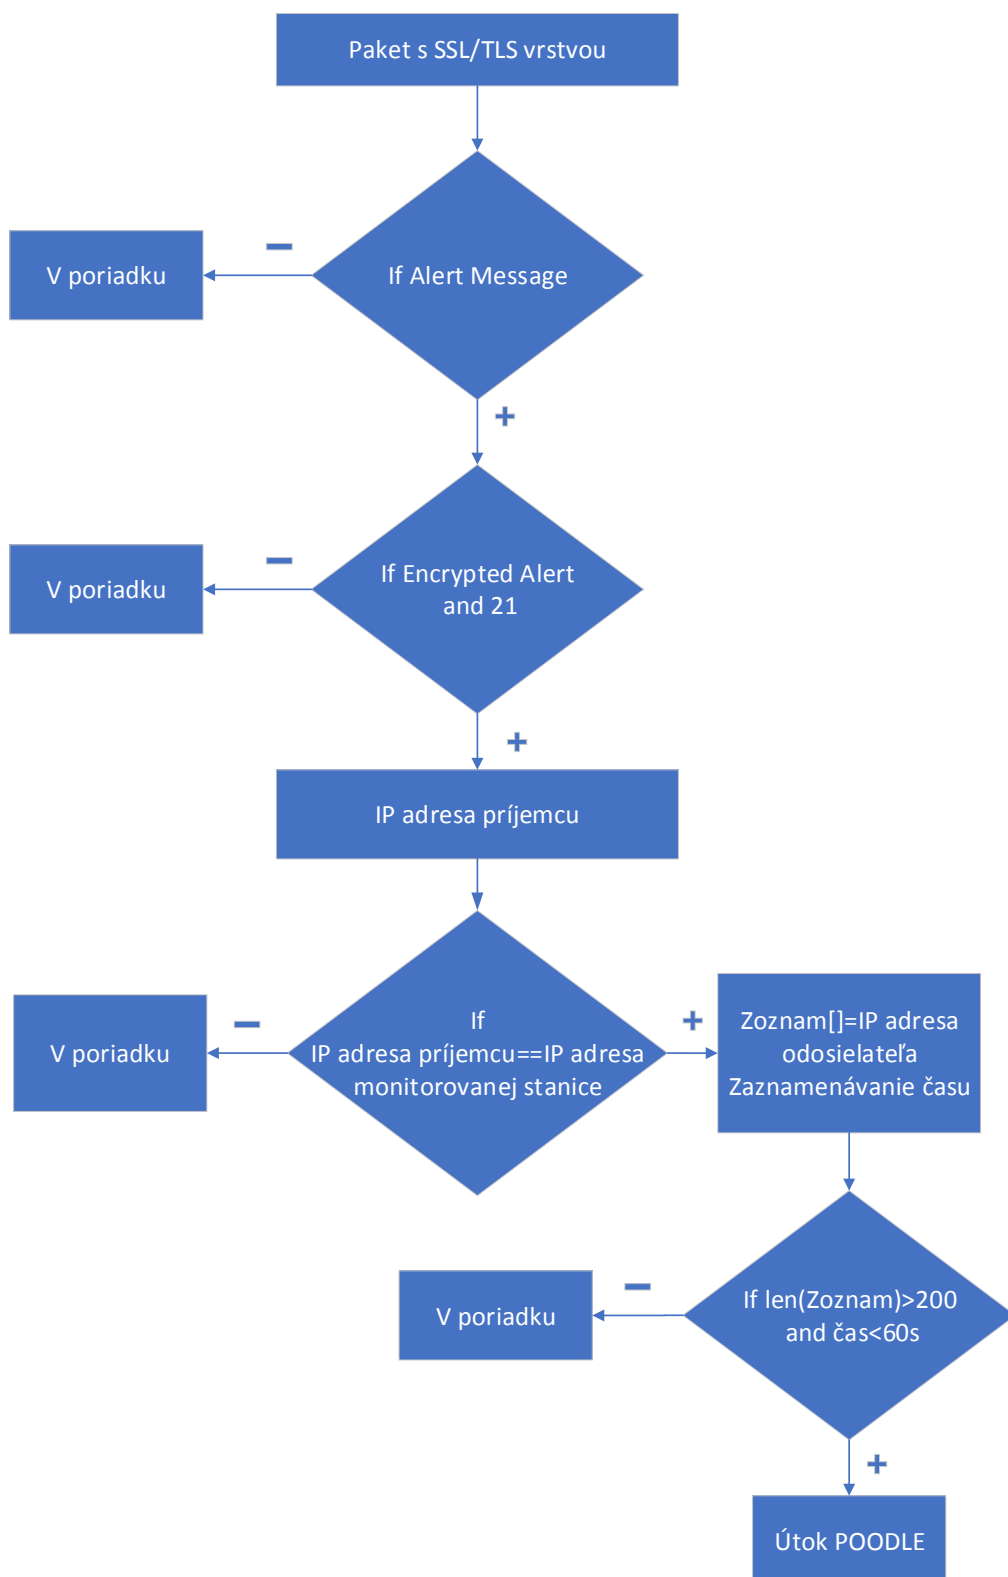 Paket s SSL/TLS vrstvou
−
V poriadku
If Alert Message
+
−
V poriadku
If Encrypted Alert
and 21
+
IP adresa príjemcu
−
V poriadku
If
IP adresa príjemcu==IP adresa
monitorovanej stanice
+
Zoznam[]=IP adresa
odosielateľa
Zaznamenávanie času
−
V poriadku
If len(Zoznam)>200
and čas<60s
+
Útok POODLE